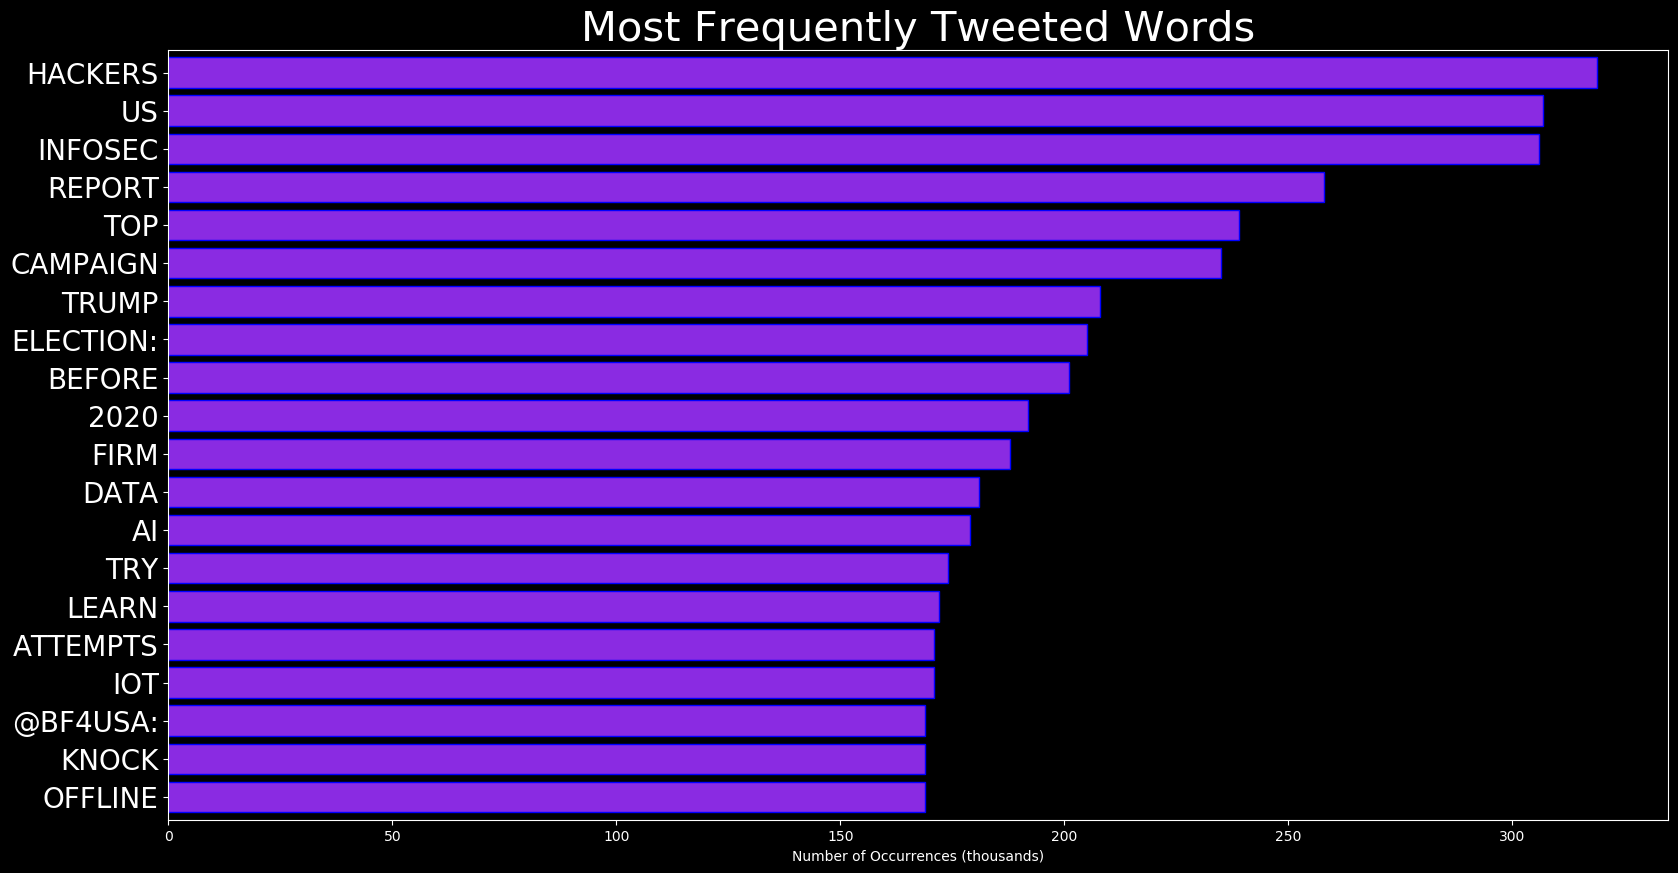 Most Frequently Tweeted Words
HACKERS
US
INFOSEC
REPORT
TOP
CAMPAIGN
TRUMP
ELECTION:
BEFORE
2020
FIRM
DATA
AI
TRY
LEARN
ATTEMPTS
IOT
@BF4USA:
KNOCK
OFFLINE
0 50 100 150 200 250 300
Number of Occurrences (thousands)